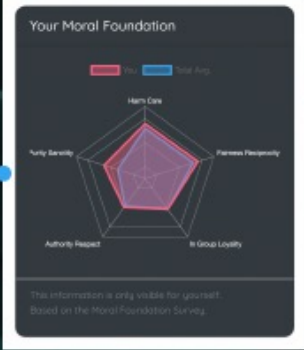 Your Moral Foundation
You Total Avg.
Harm Care
Purity Sanctity Fairness Reciprocity
Authority Respect In Group Loyality
This information is only visible for yourself.
Based on the Moral Foundation Survey.